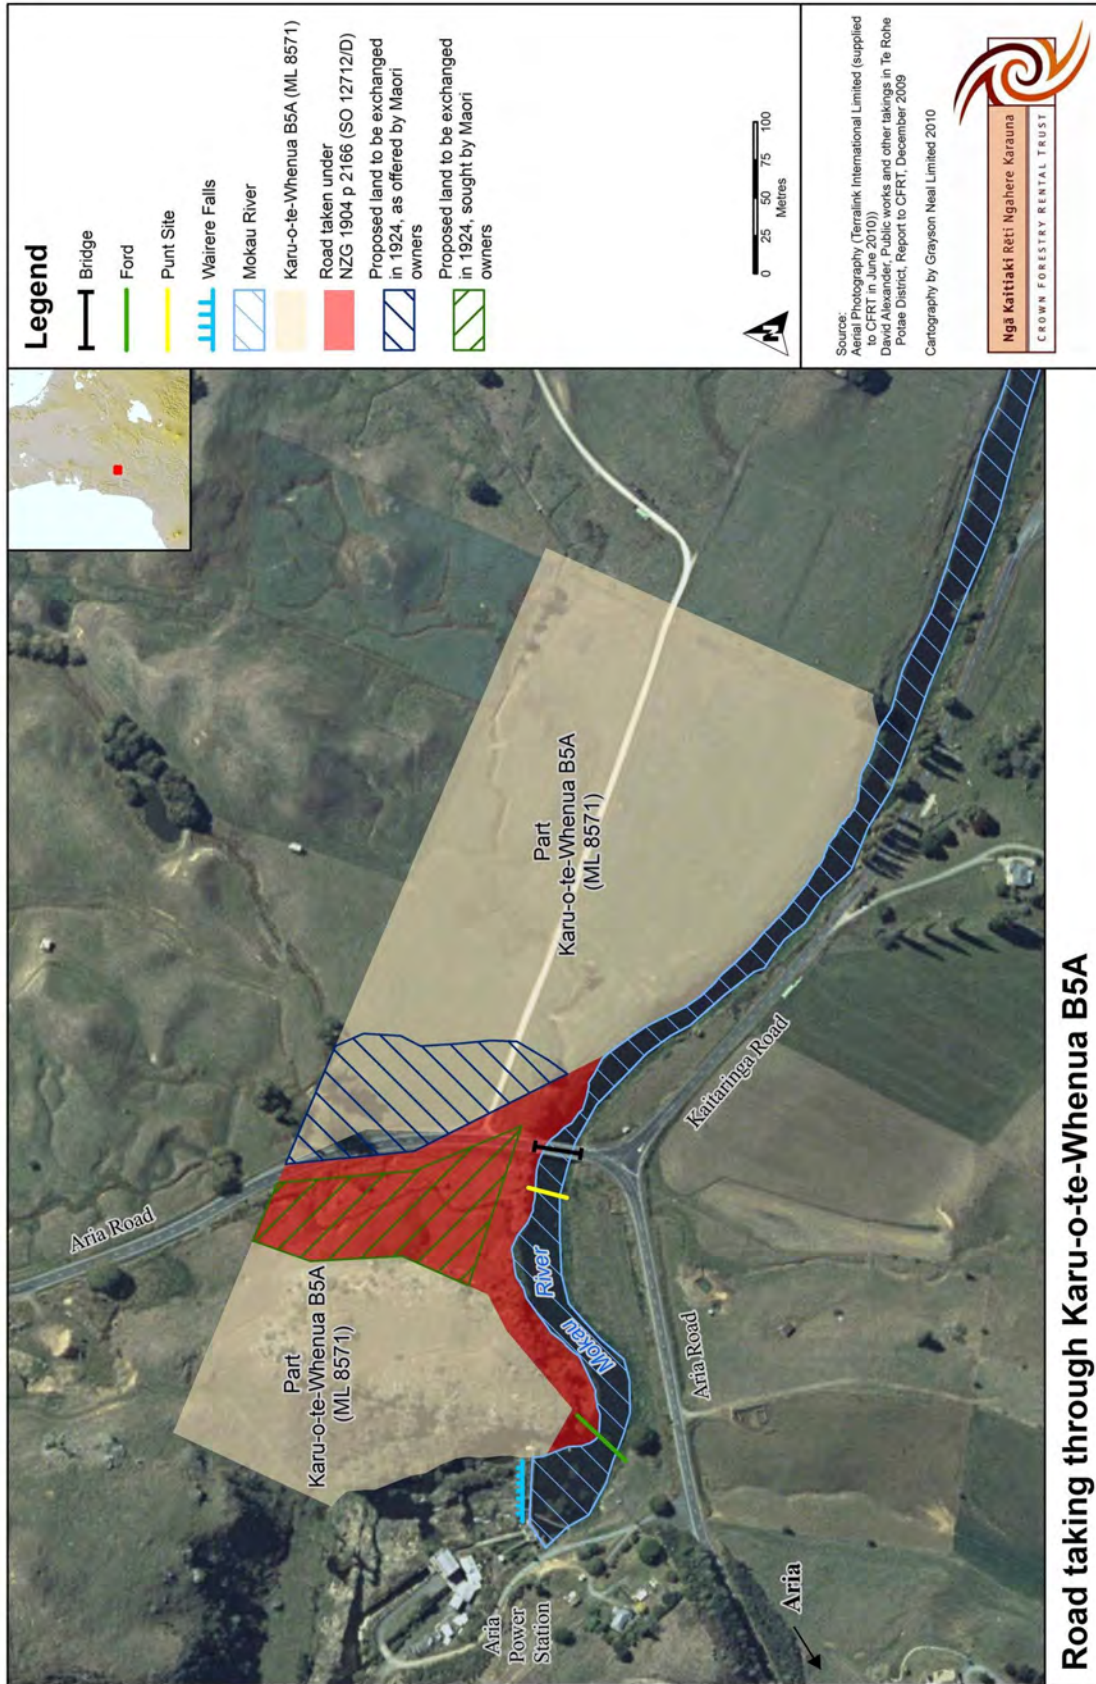 Legend
Bridge
Ford
Punt Site
Wairere Falls
Mokau River
Karu-o-te-Whenua B5A (ML 8571)
Road taken under
NZG 1904 p 2166 (SO 12712/D)
Proposed land to be exchanged
in 1924, as offered by Maori
owners
Proposed land to be exchanged
in 1924, sought by Maori
owners
N
0 25 50 75 100
Metres
Source:
Aerial Photography (Terralink International Limited (supplied
to CFRT in June 2010))
David Alexander, Public works and other takings in Te Rohe
Potae District, Report to CFRT, December 2009
Cartography by Grayson Neal Limited 2010
Ngā Kaitiaki Rēti Ngahere Karauna
CROWN FORESTRY RENTAL TRUST
Aria Road
Part
Karu-o-te-Whenua B5A
(ML 8571)
Part
Karu-o-te-Whenua B5A
(ML 8571)
Mokau River
Kaitaringa Road
Aria Road
Aria
Power
Station
Aria
Road taking through Karu-o-te-Whenua B5A